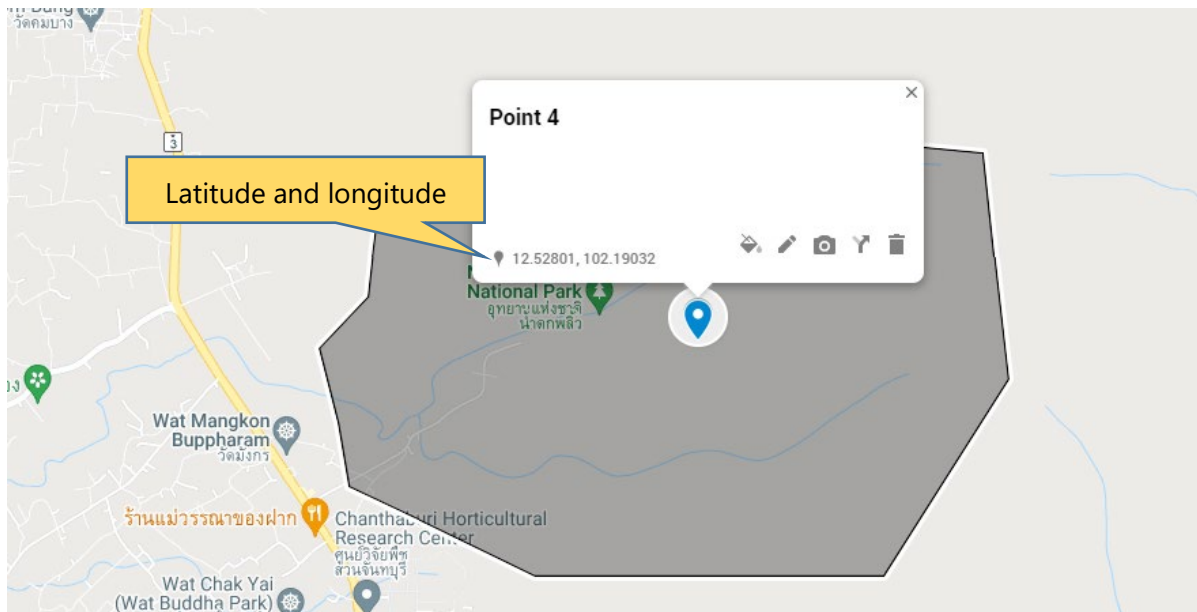 วัดคมบาง
3
Point 4
Latitude and longitude
12.52801, 102.19032
National Park
อุทยานแห่งชาติ
น้ำตกพลิ้ว
Wat Mangkon
Buppharam
วัดมังกร
ร้านแม่วรรณาของฝาก
Chanthaburi Horticultural
Research Center
ศูนย์วิจัยพืช
สวนจันทบุรี
Wat Chak Yai
(Wat Buddha Park)